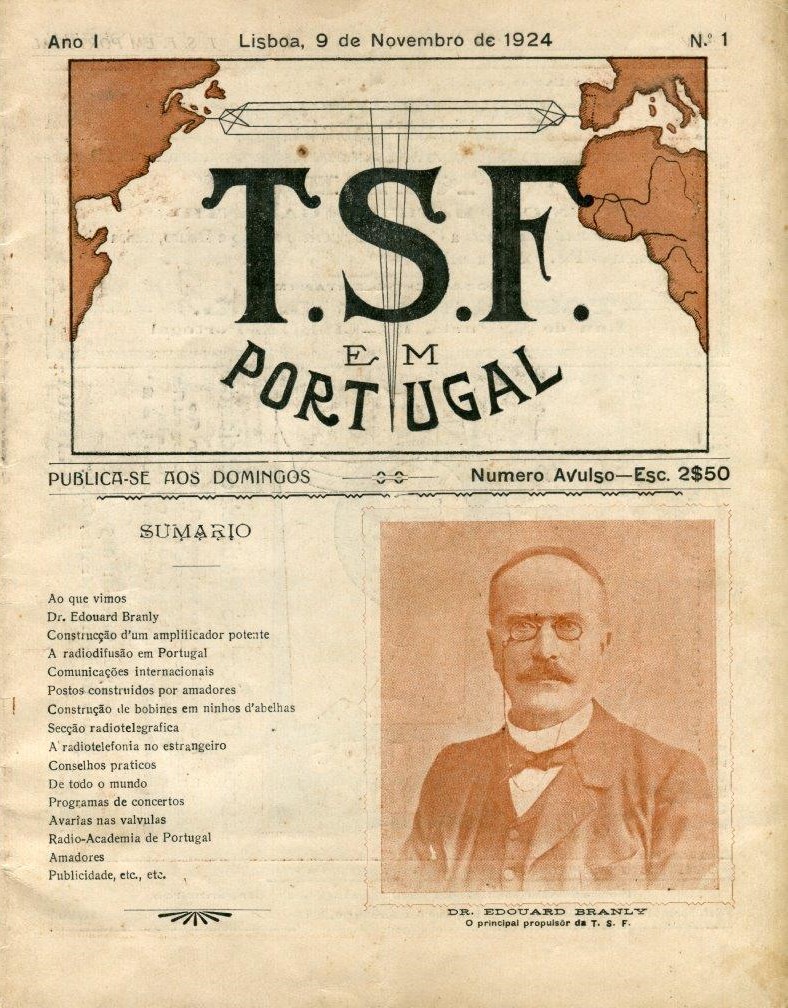 Ano I Lisboa, 9 de Novembro de 1924 N.º 1
T.S.F.
EM
PORTUGAL
PUBLICA-SE AOS DOMINGOS Numero Avulso—Esc. 2$50
SUMARIO
Ao que vimos
Dr. Edouard Branly
Construcção d'um amplificador potente
A radiodifusão em Portugal
Comunicações internacionais
Postos construidos por amadores
Construção de bobines em ninhos d'abelhas
Secção radiotelegrafica
A radiotelefonia no estrangeiro
Conselhos praticos
De todo o mundo
Programas de concertos
Avarias nas valvulas
Radio-Academia de Portugal
Amadores
Publicidade, etc., etc.
DR. EDOUARD BRANLY
O principal propulsôr da T. S. F.